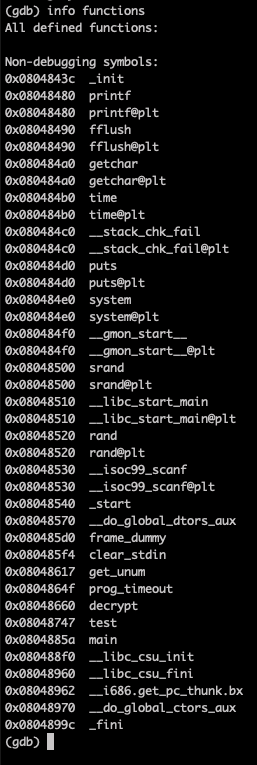 (gdb) info functions
All defined functions:

Non-debugging symbols:
0x0804843c  _init
0x08048480  printf
0x08048480  printf@plt
0x08048490  fflush
0x08048490  fflush@plt
0x080484a0  getchar
0x080484a0  getchar@plt
0x080484b0  time
0x080484b0  time@plt
0x080484c0  __stack_chk_fail
0x080484c0  __stack_chk_fail@plt
0x080484d0  puts
0x080484d0  puts@plt
0x080484e0  system
0x080484e0  system@plt
0x080484f0  __gmon_start__
0x080484f0  __gmon_start__@plt
0x08048500  srand
0x08048500  srand@plt
0x08048510  __libc_start_main
0x08048510  __libc_start_main@plt
0x08048520  rand
0x08048520  rand@plt
0x08048530  __isoc99_scanf
0x08048530  __isoc99_scanf@plt
0x08048540  _start
0x08048570  __do_global_dtors_aux
0x080485d0  frame_dummy
0x080485f4  clear_stdin
0x08048617  get_unum
0x0804864f  prog_timeout
0x08048660  decrypt
0x08048747  test
0x0804885a  main
0x080488f0  __libc_csu_init
0x08048960  __libc_csu_fini
0x08048962  __i686.get_pc_thunk.bx
0x08048970  __do_global_ctors_aux
0x0804899c  _fini
(gdb)